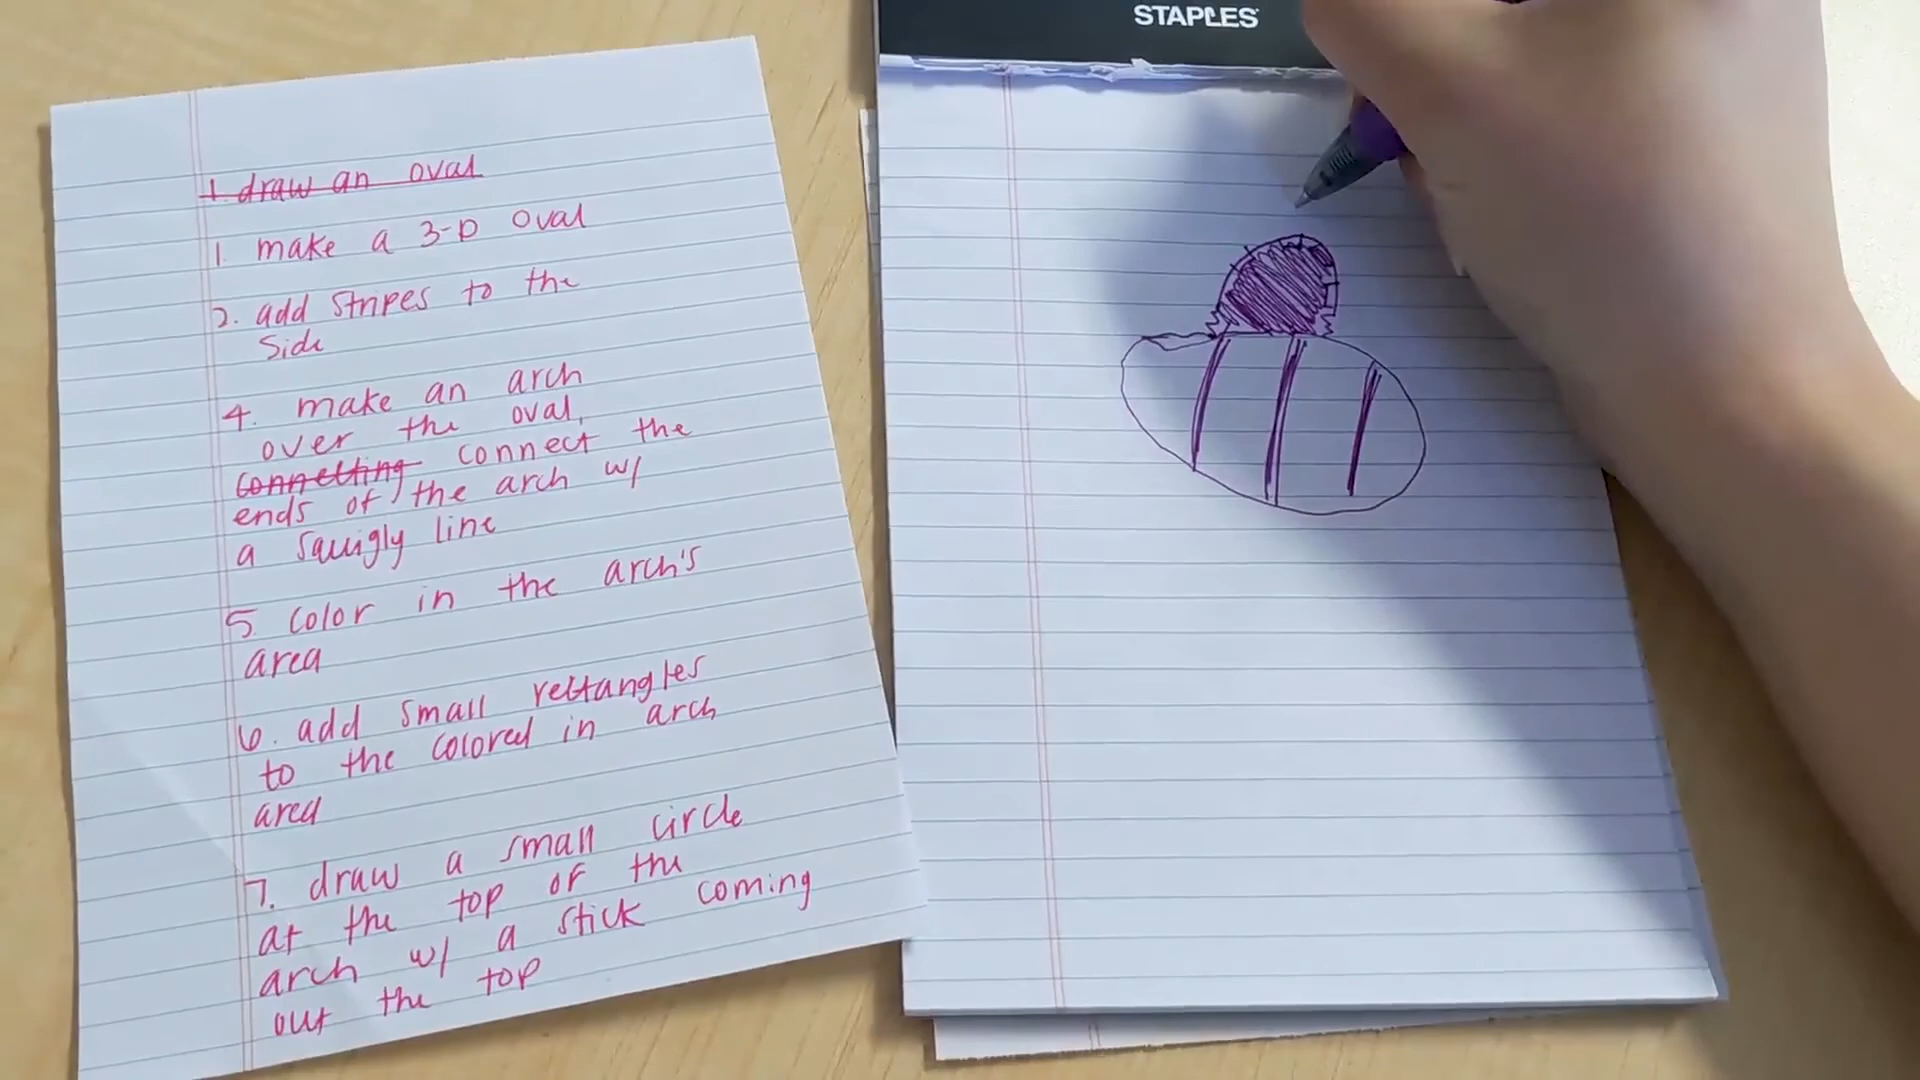 1. draw an oval
1. make a 3-D oval
2. add stripes to the
side
4. make an arch
over the oval,
connetting connect the
ends of the arch w/
a squigly line
5. color in the arch's
area
6. add small rectangles
to the colored in arch
area
7. draw a small circle
at the top of the
arch w/ a stick coming
out the top
STAPLES